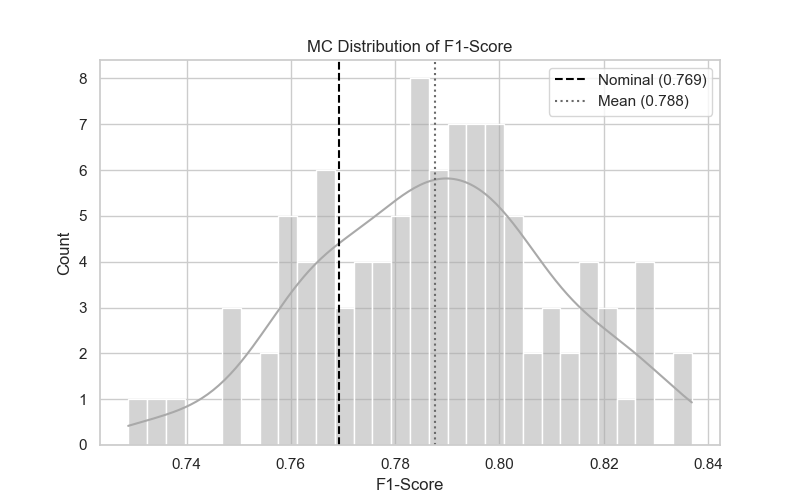 MC Distribution of F1-Score
Nominal (0.769)
Mean (0.788)
8
7
6
5
4
3
2
1
0
Count
0.74 0.76 0.78 0.80 0.82 0.84
F1-Score